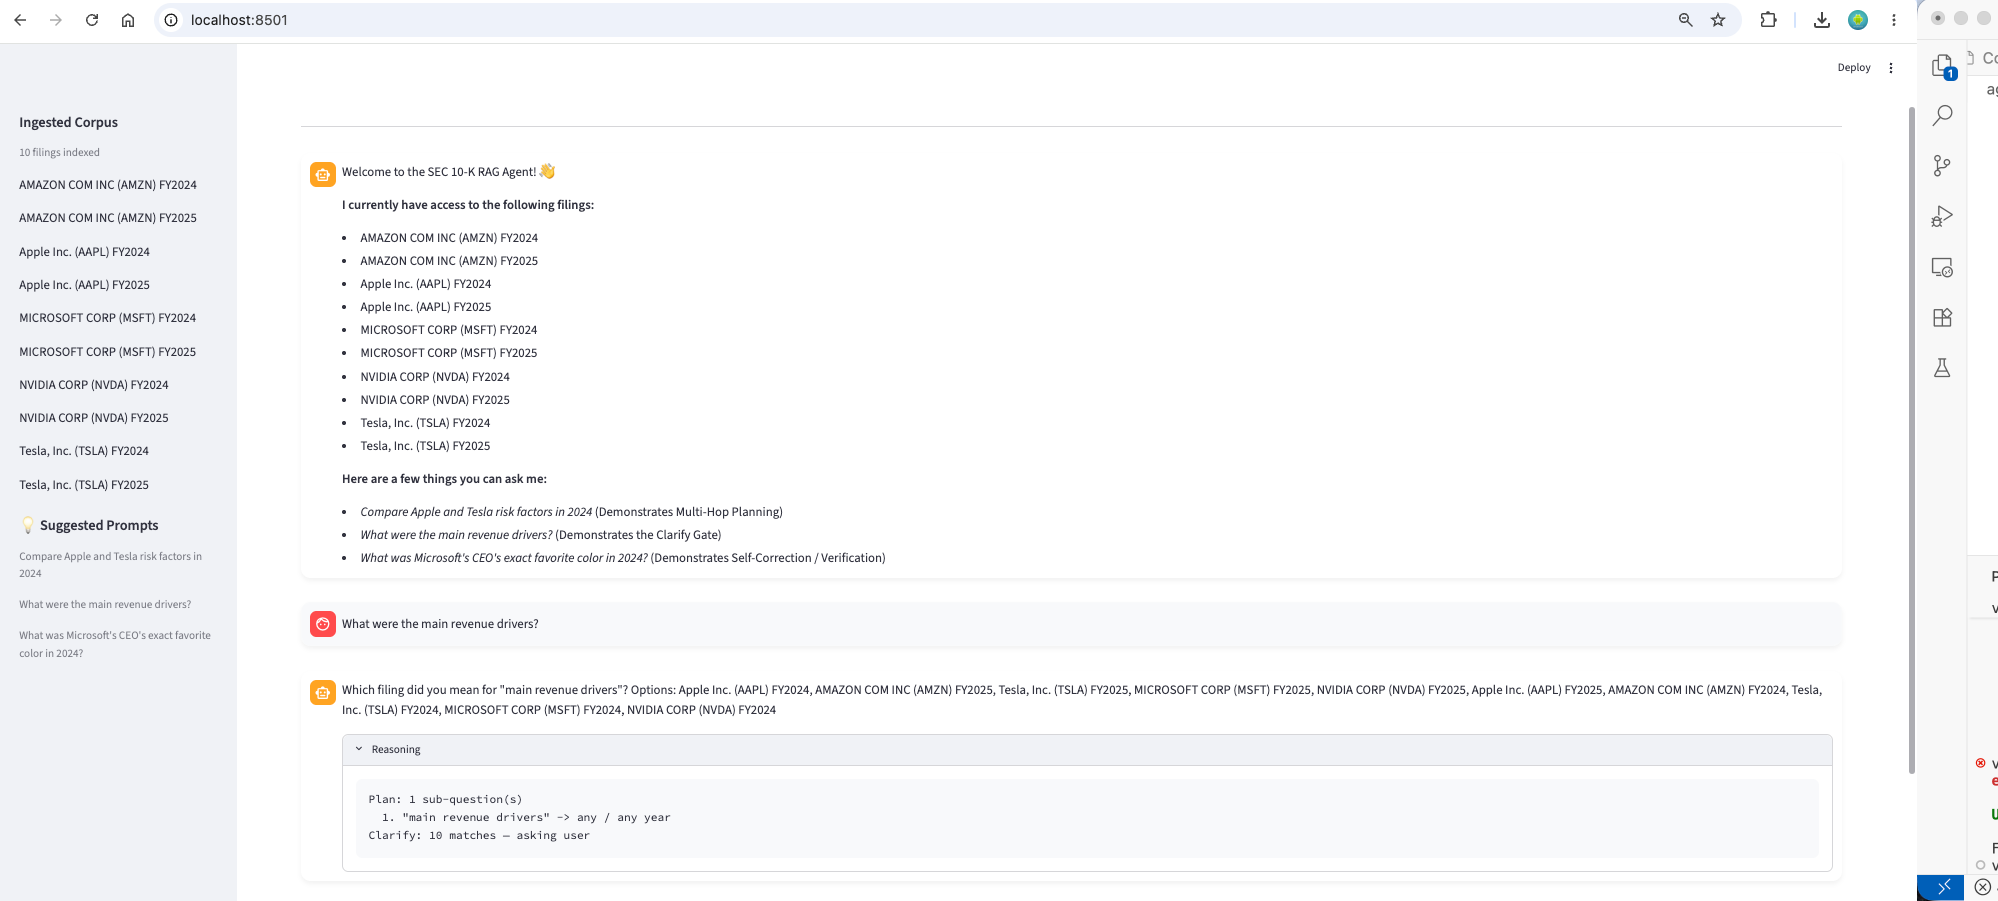 localhost:8501
Deploy
Ingested Corpus
10 filings indexed
AMAZON COM INC (AMZN) FY2024
AMAZON COM INC (AMZN) FY2025
Apple Inc. (AAPL) FY2024
Apple Inc. (AAPL) FY2025
MICROSOFT CORP (MSFT) FY2024
MICROSOFT CORP (MSFT) FY2025
NVIDIA CORP (NVDA) FY2024
NVIDIA CORP (NVDA) FY2025
Tesla, Inc. (TSLA) FY2024
Tesla, Inc. (TSLA) FY2025
💡 Suggested Prompts
Compare Apple and Tesla risk factors in
2024
What were the main revenue drivers?
What was Microsoft's CEO's exact favorite
color in 2024?
Welcome to the SEC 10-K RAG Agent! 👋
I currently have access to the following filings:
• AMAZON COM INC (AMZN) FY2024
• AMAZON COM INC (AMZN) FY2025
• Apple Inc. (AAPL) FY2024
• Apple Inc. (AAPL) FY2025
• MICROSOFT CORP (MSFT) FY2024
• MICROSOFT CORP (MSFT) FY2025
• NVIDIA CORP (NVDA) FY2024
• NVIDIA CORP (NVDA) FY2025
• Tesla, Inc. (TSLA) FY2024
• Tesla, Inc. (TSLA) FY2025
Here are a few things you can ask me:
• Compare Apple and Tesla risk factors in 2024 (Demonstrates Multi-Hop Planning)
• What were the main revenue drivers? (Demonstrates the Clarify Gate)
• What was Microsoft's CEO's exact favorite color in 2024? (Demonstrates Self-Correction / Verification)
What were the main revenue drivers?
Which filing did you mean for "main revenue drivers"? Options: Apple Inc. (AAPL) FY2024, AMAZON COM INC (AMZN) FY2025, Tesla, Inc. (TSLA) FY2025, MICROSOFT CORP (MSFT) FY2025, NVIDIA CORP (NVDA) FY2025, Apple Inc. (AAPL) FY2025, AMAZON COM INC (AMZN) FY2024, Tesla,
Inc. (TSLA) FY2024, MICROSOFT CORP (MSFT) FY2024, NVIDIA CORP (NVDA) FY2024
Reasoning
Plan: 1 sub-question(s)
1. "main revenue drivers" -> any / any year
Clarify: 10 matches — asking user
1